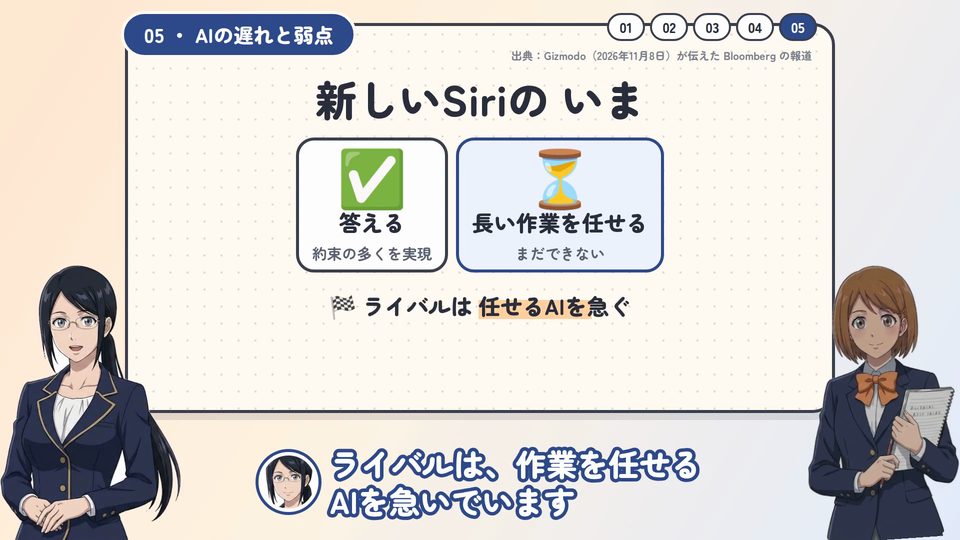 05 ・ AIの遅れと弱点
01 02 03 04 05
出典：Gizmodo（2026年11月8日）が伝えた Bloomberg の報道
新しいSiriの いま
答える
約束の多くを実現
長い作業を任せる
まだできない
ライバルは 任せるAIを急ぐ
ライバルは、作業を任せる
AIを急いでいます